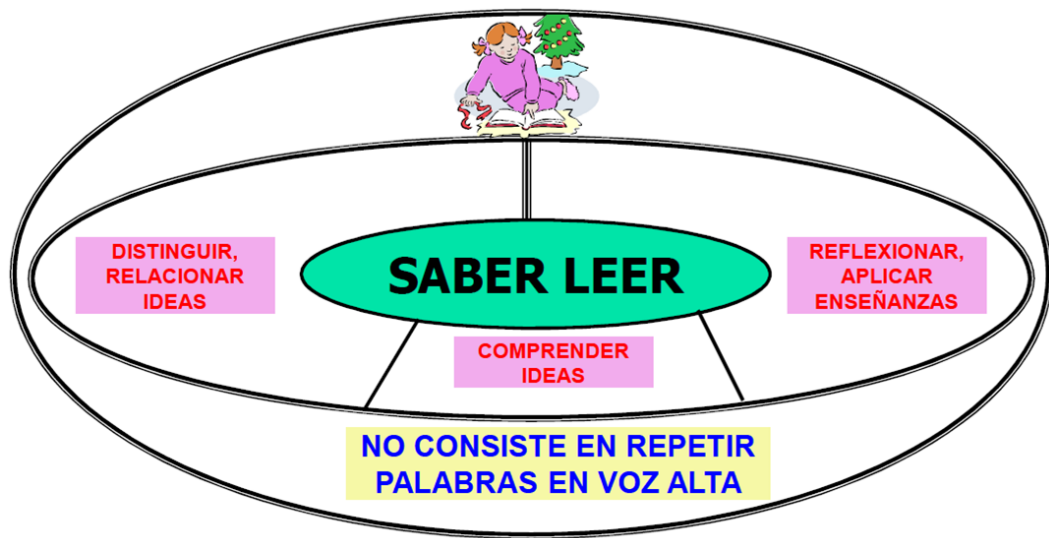 DISTINGUIR,
RELACIONAR
IDEAS
SABER LEER
REFLEXIONAR,
APLICAR
ENSEÑANZAS
COMPRENDER
IDEAS
NO CONSISTE EN REPETIR
PALABRAS EN VOZ ALTA